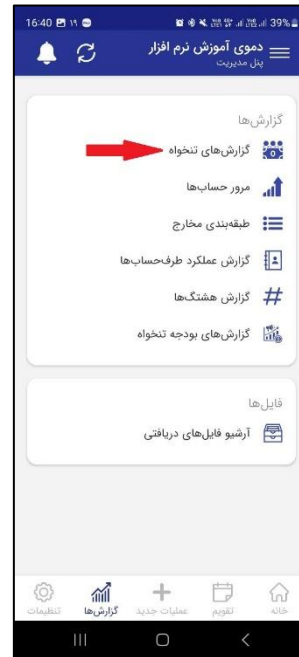 16:40 ۱۹ 39%
دموی آموزش نرم افزار
پنل مدیریت
گزارش‌ها
گزارش‌های تنخواه
مرور حساب‌ها
طبقه‌بندی مخارج
گزارش عملکرد طرف‌حساب‌ها
گزارش هشتگ‌ها
گزارش‌های بودجه تنخواه
فایل‌ها
آرشیو فایل‌های دریافتی
خانه
تقویم
عملیات جدید
گزارش‌ها
تنظیمات